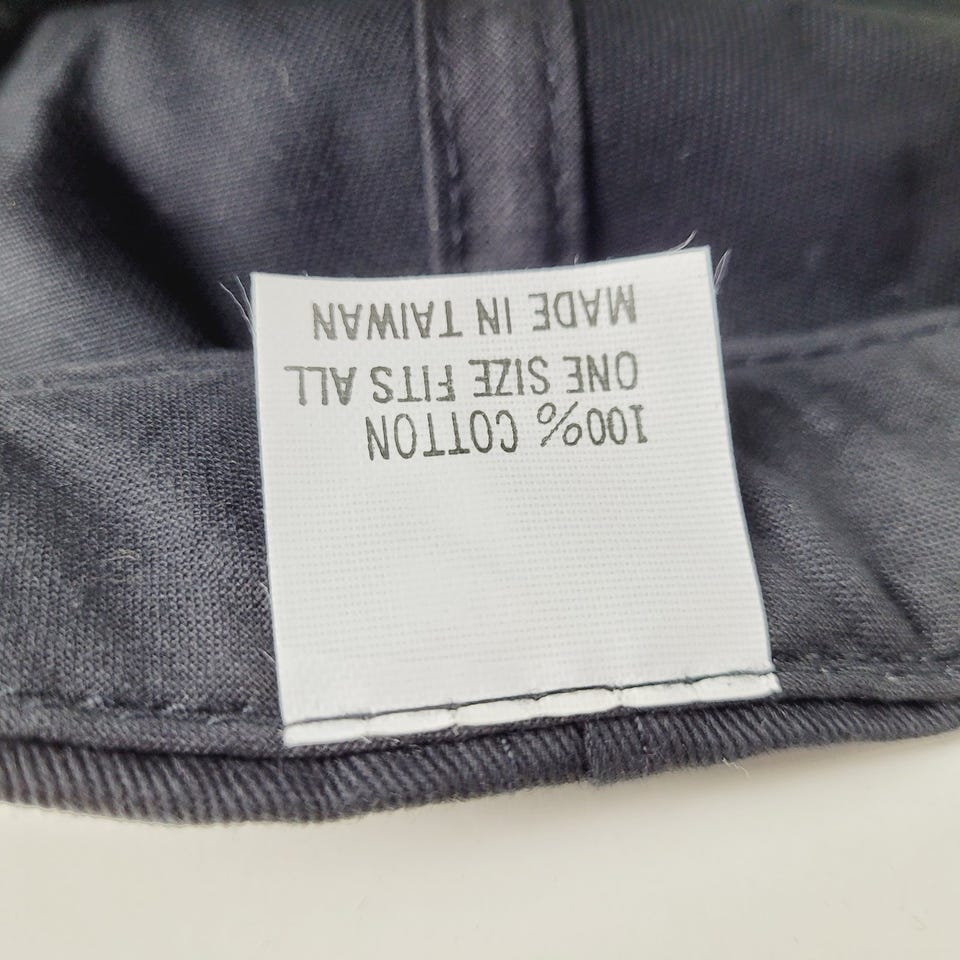 100% COTTON
ONE SIZE FITS ALL
MADE IN TAIWAN